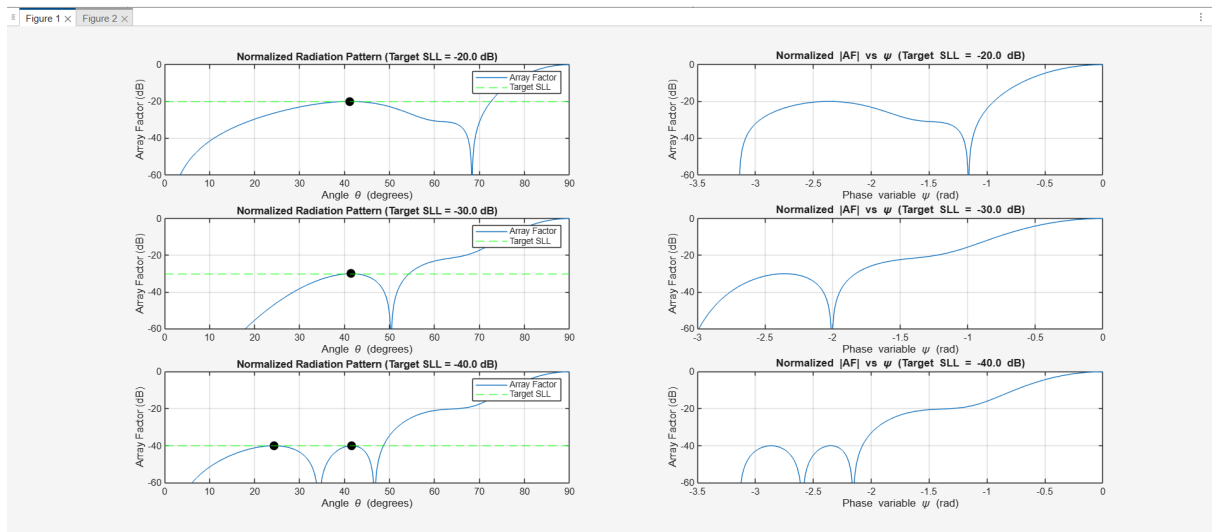 Figure 1 × Figure 2 ×
Normalized Radiation Pattern (Target SLL = -20.0 dB)
Array Factor (dB)
0
-20
-40
-60
Array Factor
Target SLL
0 10 20 30 40 50 60 70 80 90
Angle θ (degrees)
Normalized |AF| vs ψ (Target SLL = -20.0 dB)
Array Factor (dB)
0
-20
-40
-60
-3.5 -3 -2.5 -2 -1.5 -1 -0.5 0
Phase variable ψ (rad)
Normalized Radiation Pattern (Target SLL = -30.0 dB)
Array Factor (dB)
0
-20
-40
-60
Array Factor
Target SLL
0 10 20 30 40 50 60 70 80 90
Angle θ (degrees)
Normalized |AF| vs ψ (Target SLL = -30.0 dB)
Array Factor (dB)
0
-20
-40
-60
-3 -2.5 -2 -1.5 -1 -0.5 0
Phase variable ψ (rad)
Normalized Radiation Pattern (Target SLL = -40.0 dB)
Array Factor (dB)
0
-20
-40
-60
Array Factor
Target SLL
0 10 20 30 40 50 60 70 80 90
Angle θ (degrees)
Normalized |AF| vs ψ (Target SLL = -40.0 dB)
Array Factor (dB)
0
-20
-40
-60
-3.5 -3 -2.5 -2 -1.5 -1 -0.5 0
Phase variable ψ (rad)